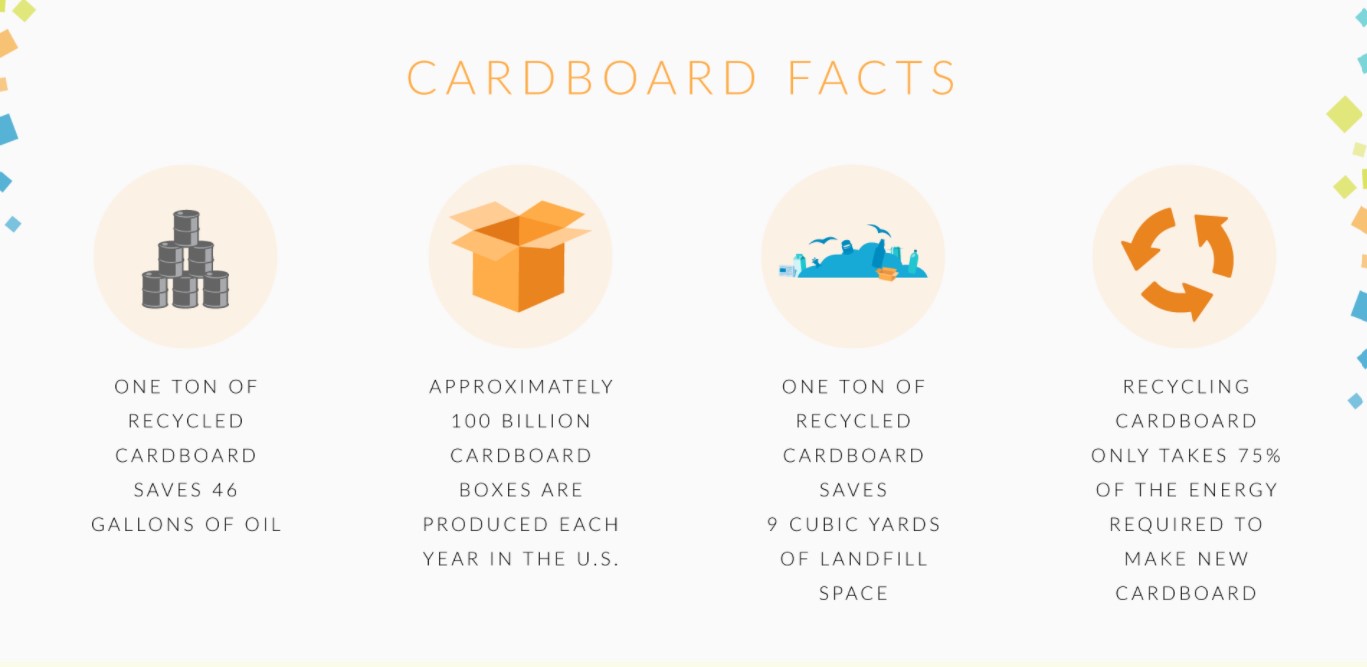 CARDBOARD FACTS
ONE TON OF
RECYCLED
CARDBOARD
SAVES 46
GALLONS OF OIL
APPROXIMATELY
100 BILLION
CARDBOARD
BOXES ARE
PRODUCED EACH
YEAR IN THE U.S.
ONE TON OF
RECYCLED
CARDBOARD
SAVES
9 CUBIC YARDS
OF LANDFILL
SPACE
RECYCLING
CARDBOARD
ONLY TAKES 75%
OF THE ENERGY
REQUIRED TO
MAKE NEW
CARDBOARD